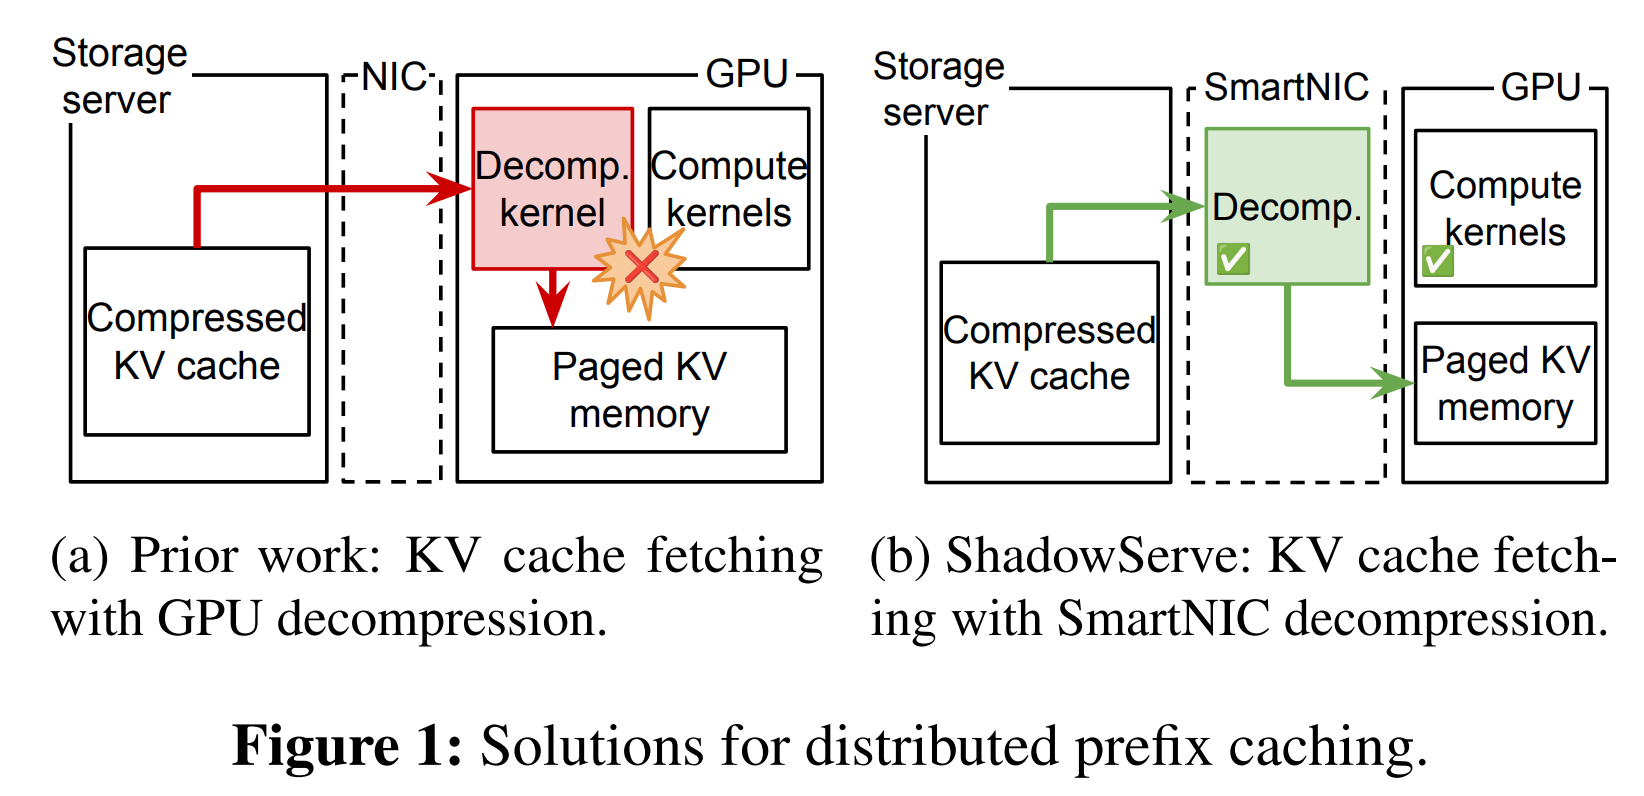 Storage
server
NIC
GPU
Decomp.
kernel
Compute
kernels
Compressed
KV cache
Paged KV
memory
(a) Prior work: KV cache fetching
with GPU decompression.
Storage
server
SmartNIC
GPU
Decomp.
Compute
kernels
Compressed
KV cache
Paged KV
memory
(b) ShadowServe: KV cache fetch-
ing with SmartNIC decompression.
Figure 1: Solutions for distributed prefix caching.